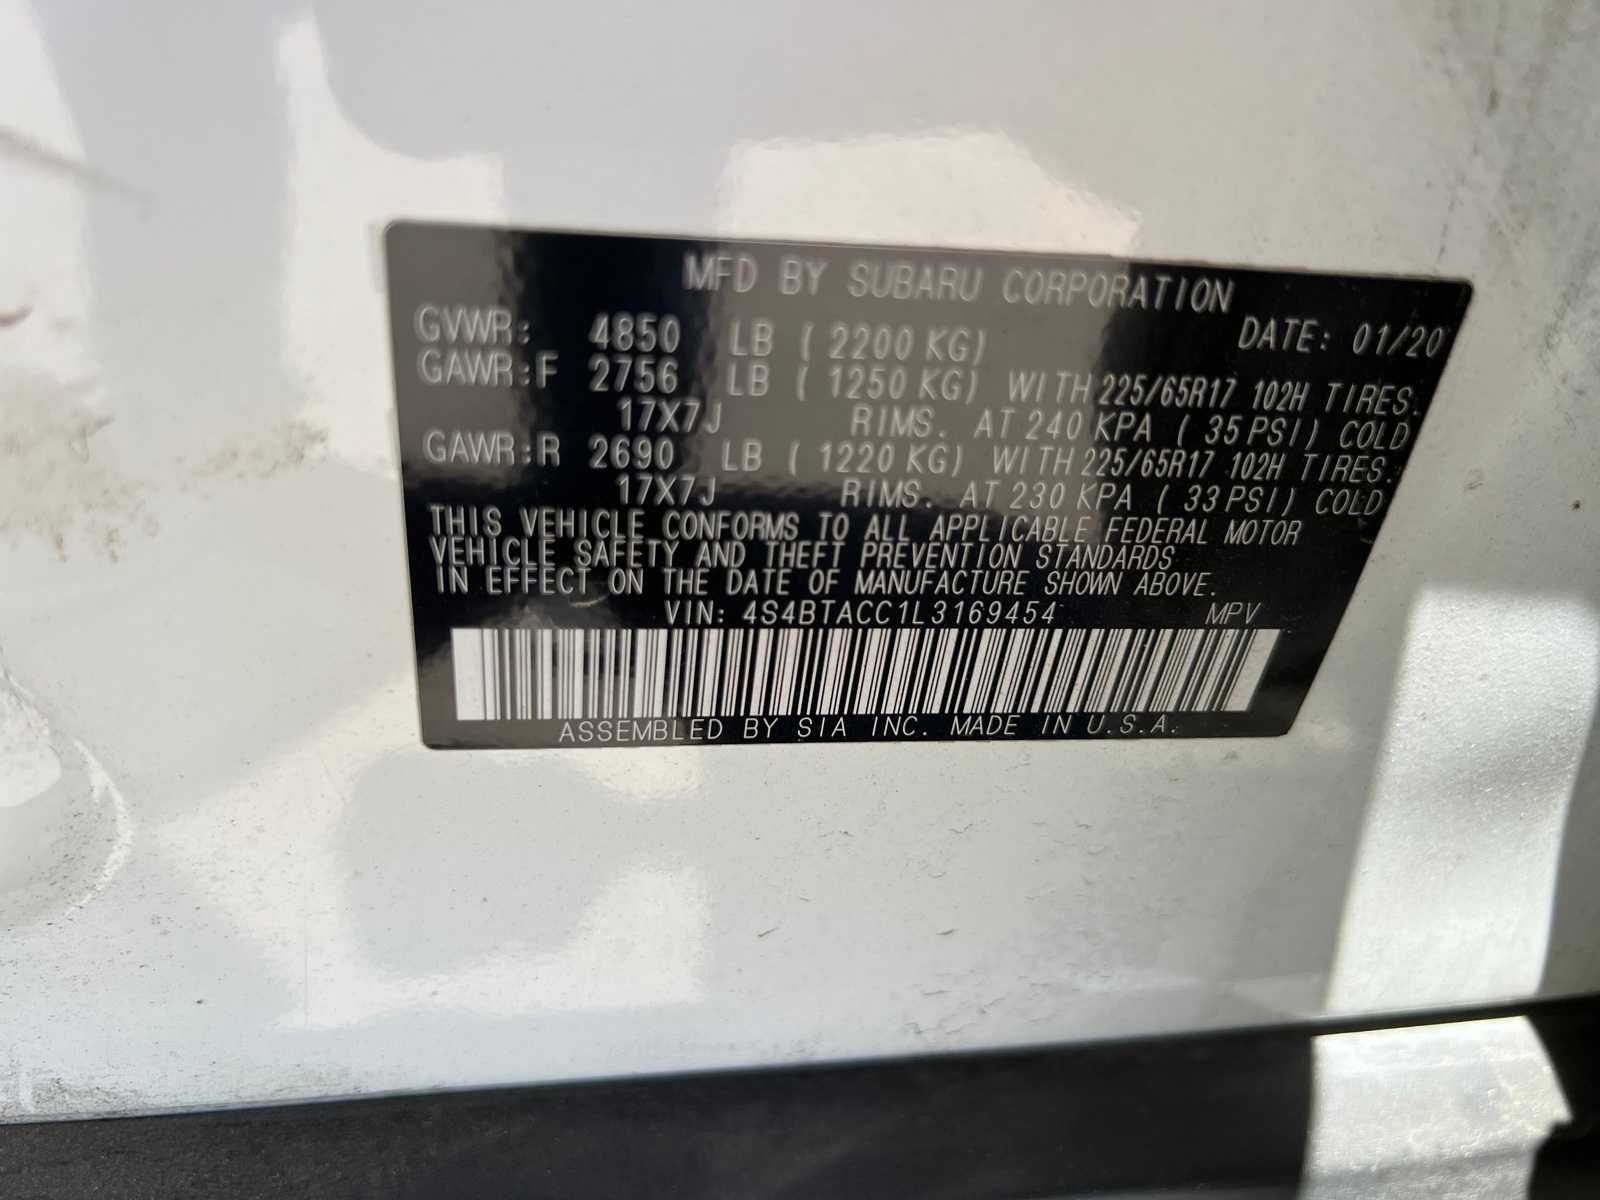 MFD BY SUBARU CORPORATION
GVWR: 4850 LB ( 2200 KG) DATE: 01/20
GAWR:F 2756 LB ( 1250 KG) WITH 225/65R17 102H TIRES.
17X7J RIMS. AT 240 KPA ( 35 PSI) COLD
GAWR:R 2690 LB ( 1220 KG) WITH 225/65R17 102H TIRES.
17X7J RIMS. AT 230 KPA ( 33 PSI) COLD
THIS VEHICLE CONFORMS TO ALL APPLICABLE FEDERAL MOTOR
VEHICLE SAFETY AND THEFT PREVENTION STANDARDS
IN EFFECT ON THE DATE OF MANUFACTURE SHOWN ABOVE.
VIN: 4S4BTACC1L3169454 MPV
ASSEMBLED BY SIA INC. MADE IN U.S.A.